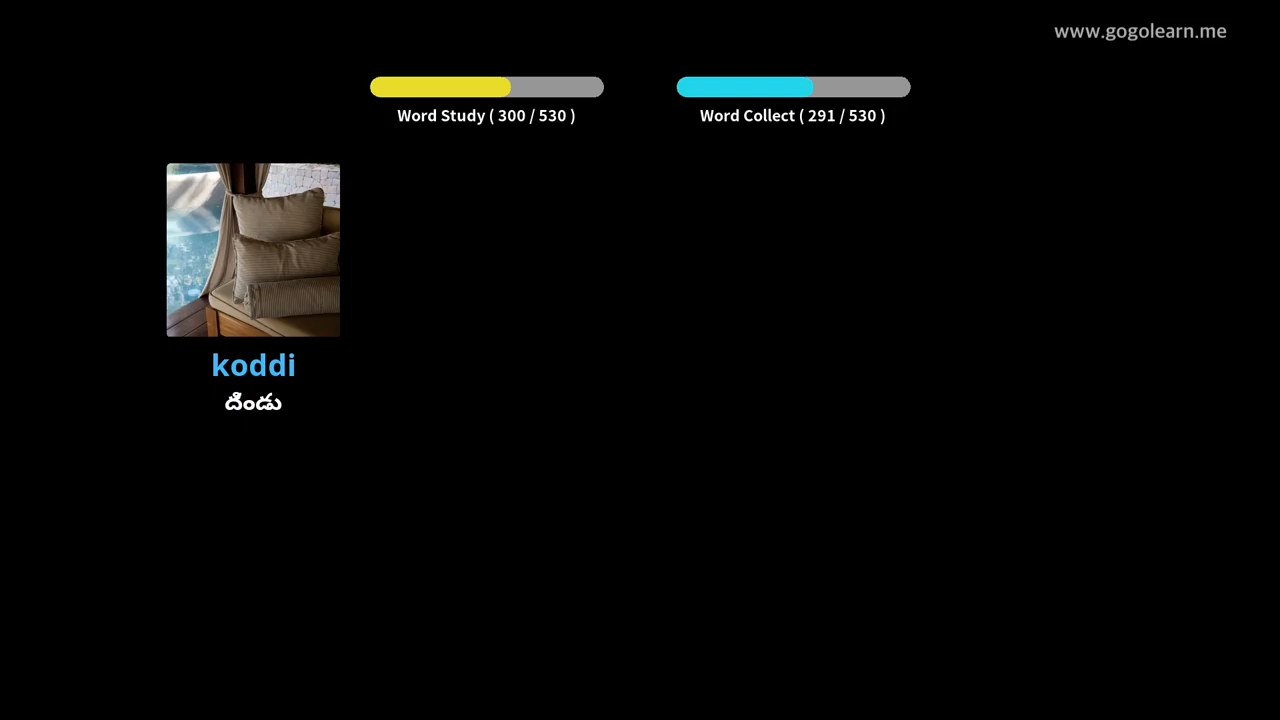 www.gogolearn.me
Word Study ( 300 / 530 )
Word Collect ( 291 / 530 )
koddi
దిండు